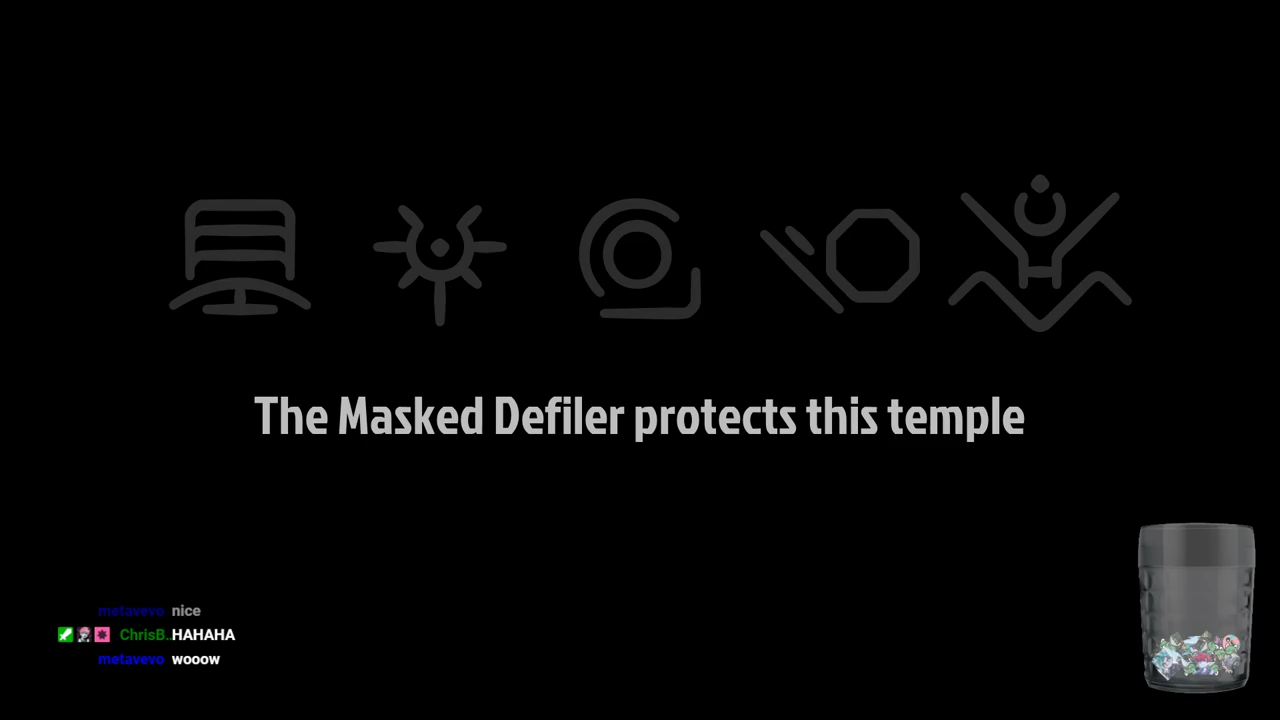 The Masked Defiler protects this temple
metavevo nice
ChrisB.. HAHAHA
metavevo wooow